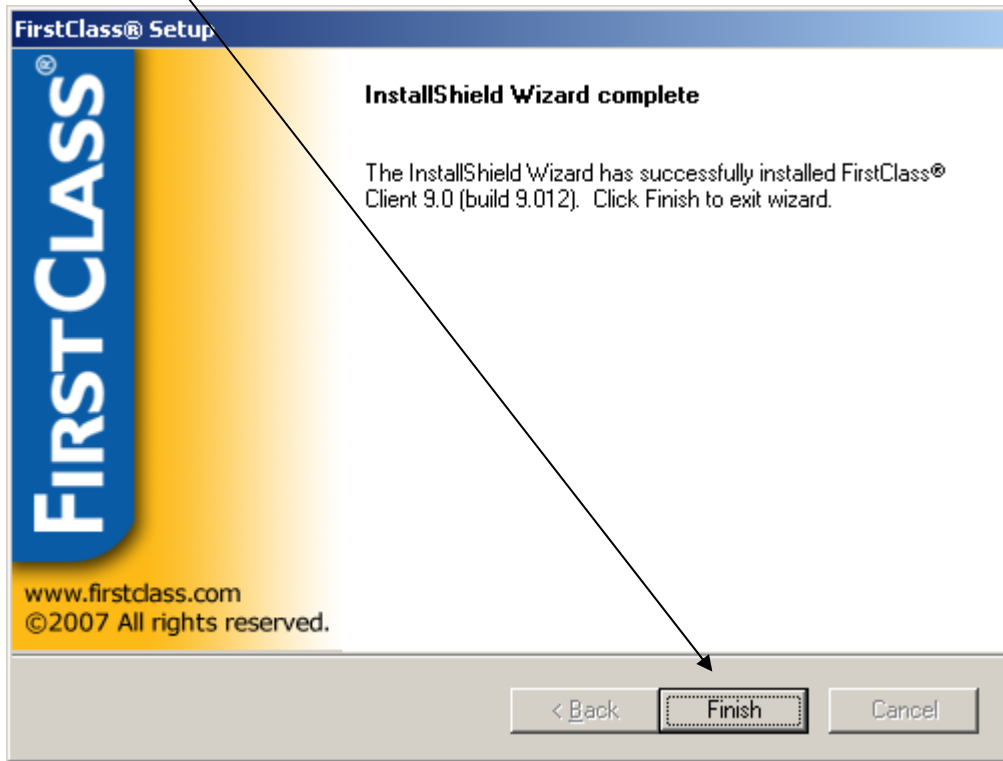 FirstClass® Setup
FIRSTCLASS®
InstallShield Wizard complete
The InstallShield Wizard has successfully installed FirstClass®
Client 9.0 (build 9.012). Click Finish to exit wizard.
www.firstclass.com
©2007 All rights reserved.
< Back Finish Cancel